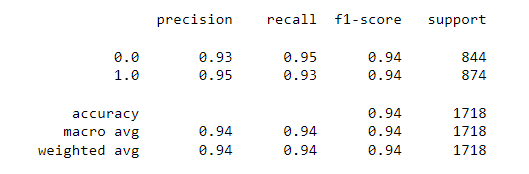 precision recall f1-score support
0.0 0.93 0.95 0.94 844
1.0 0.95 0.93 0.94 874
accuracy 0.94 1718
macro avg 0.94 0.94 0.94 1718
weighted avg 0.94 0.94 0.94 1718